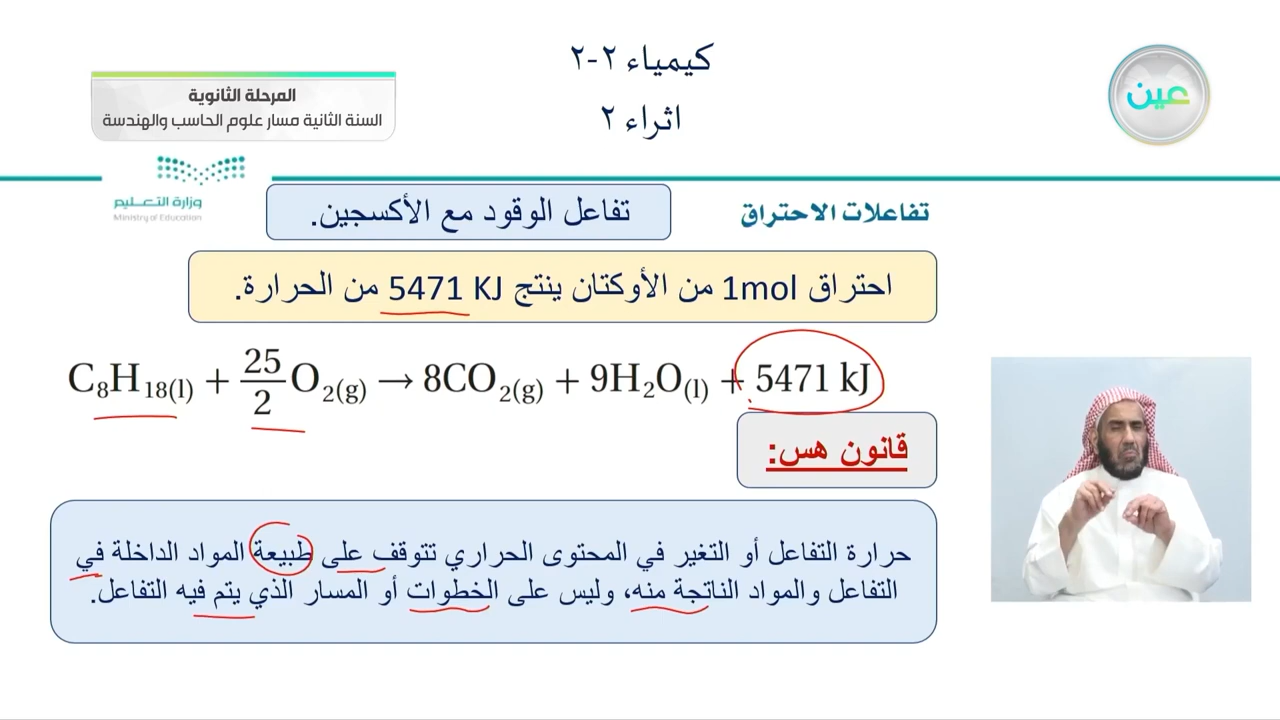 كيمياء ٢-٢
اثراء ٢
المرحلة الثانوية
السنة الثانية مسار علوم الحاسب والهندسة
عين
وزارة التعـــليم
Ministry of Education
تفاعلات الاحتراق
تفاعل الوقود مع الأكسجين.
احتراق 1mol من الأوكتان ينتج 5471 KJ من الحرارة.
C₈H₁₈₍ₗ₎ + 25/2 O₂(g) → 8CO₂(g) + 9H₂O(l) + 5471 kJ
قانون هس:
حرارة التفاعل أو التغير في المحتوى الحراري تتوقف على طبيعة المواد الداخلة في
التفاعل والمواد الناتجة منه، وليس على الخطوات أو المسار الذي يتم فيه التفاعل.